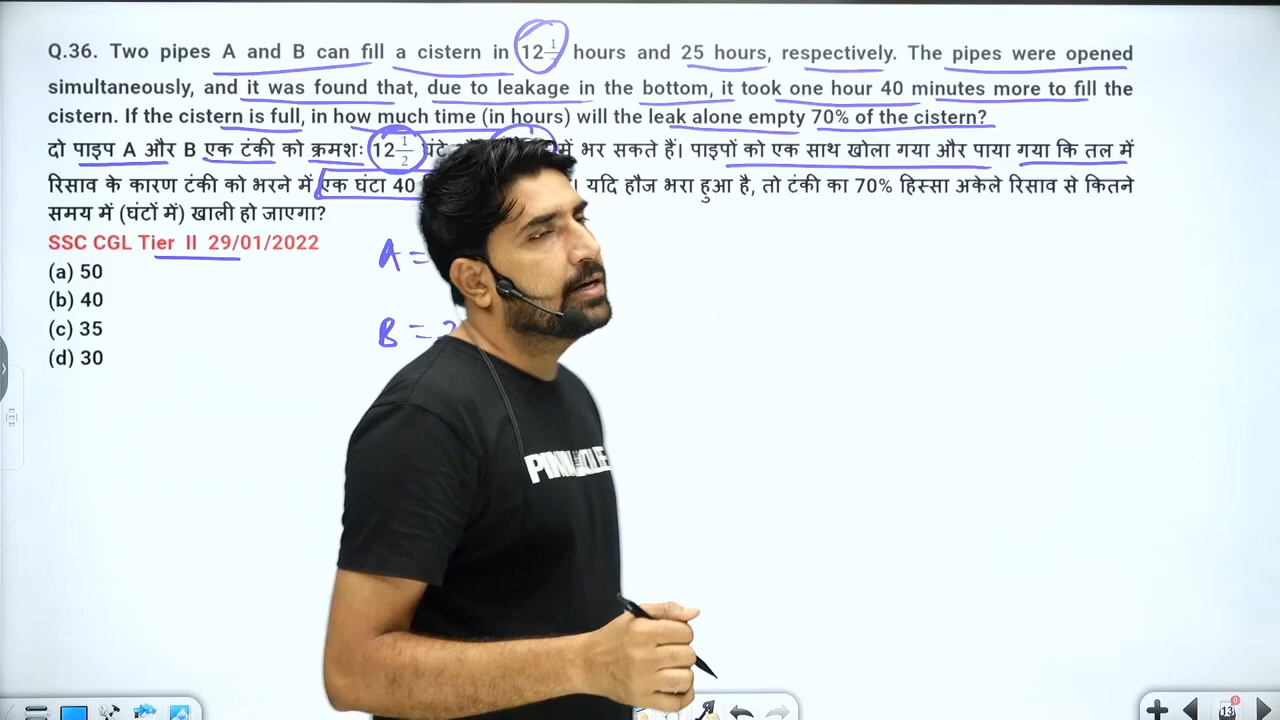 Q.36. Two pipes A and B can fill a cistern in 12 1/ hours and 25 hours, respectively. The pipes were opened
simultaneously, and it was found that, due to leakage in the bottom, it took one hour 40 minutes more to fill the
cistern. If the cistern is full, in how much time (in hours) will the leak alone empty 70% of the cistern?
दो पाइप A और B एक टंकी को क्रमशः 12 1/2 घंटे में भर सकते हैं। पाइपों को एक साथ खोला गया और पाया गया कि तल में
रिसाव के कारण टंकी को भरने में एक घंटा 40 । यदि हौज भरा हुआ है, तो टंकी का 70% हिस्सा अकेले रिसाव से कितने
समय में (घंटों में) खाली हो जाएगा?
SSC CGL Tier II 29/01/2022
A =
(a) 50
(b) 40
(c) 35
B =
(d) 30
13